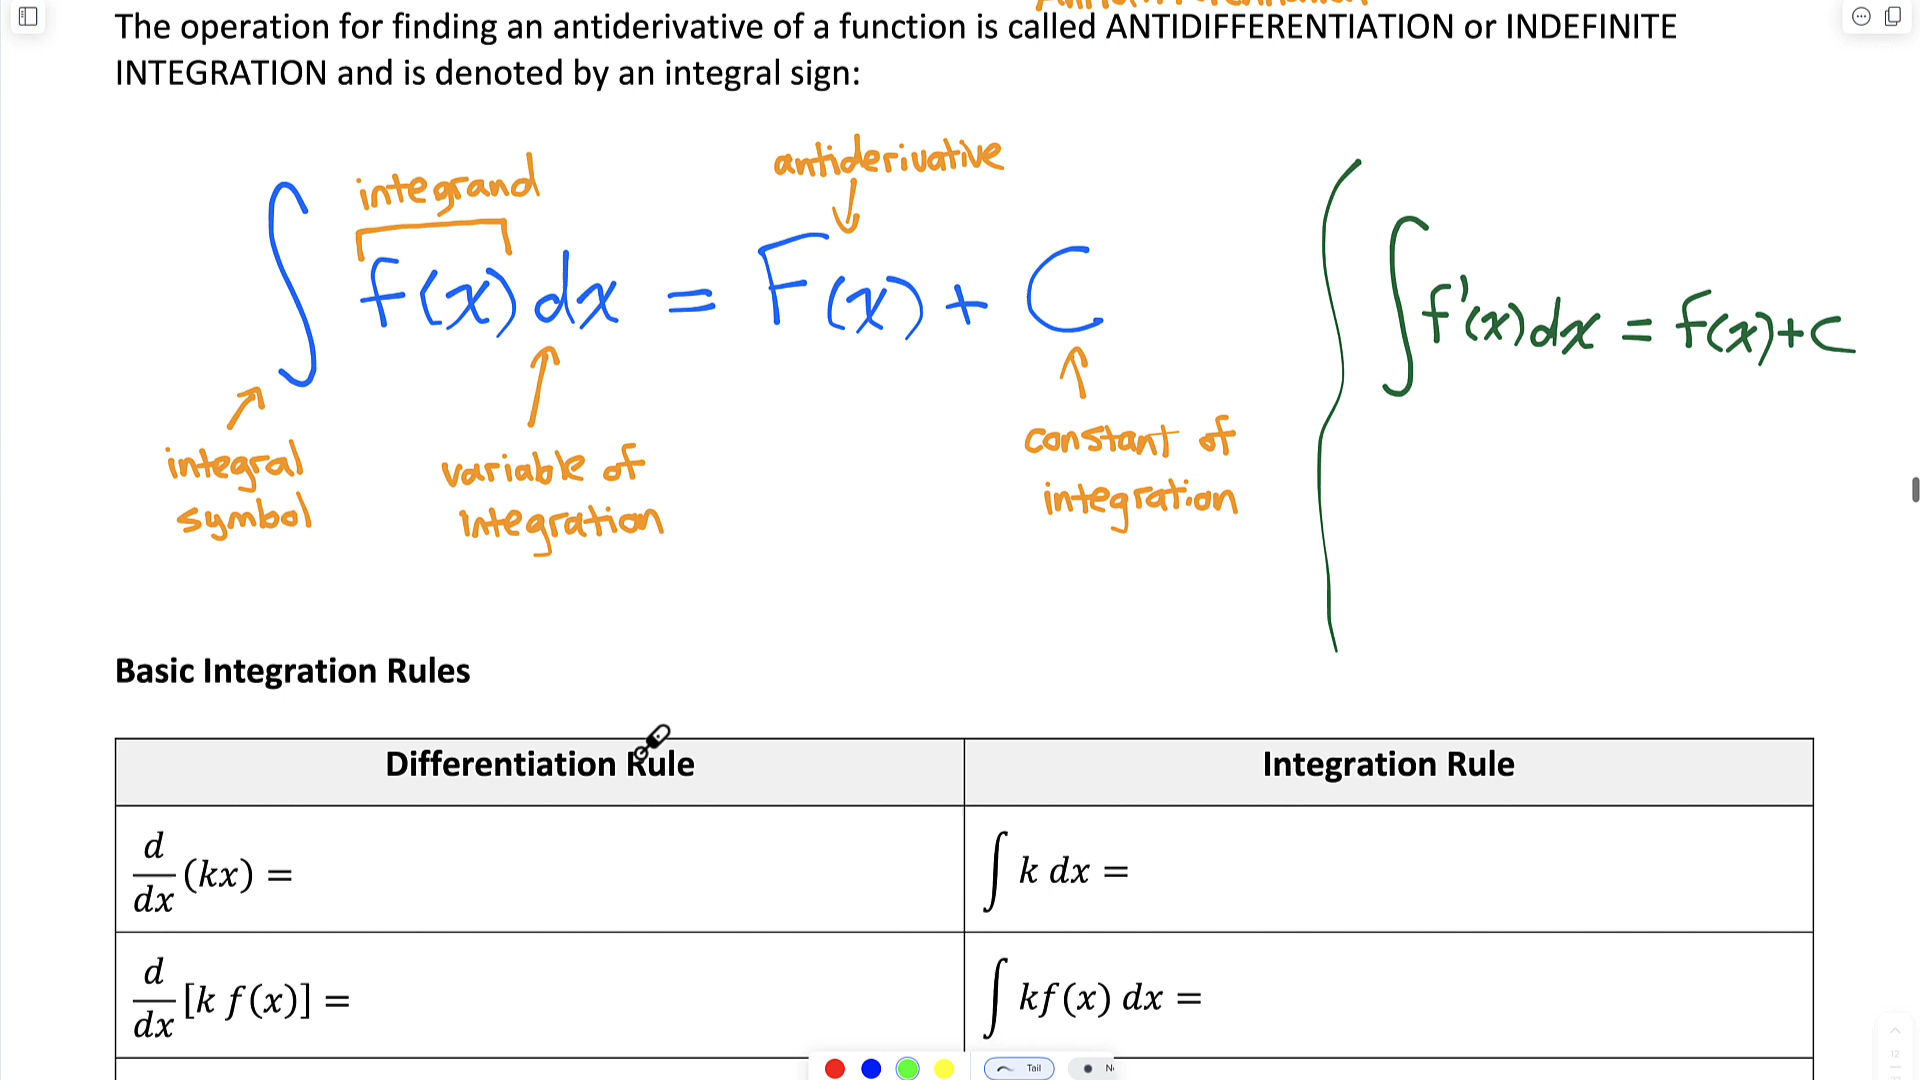 The operation for finding an antiderivative of a function is called ANTIDIFFERENTIATION or INDEFINITE
INTEGRATION and is denoted by an integral sign:
integrand
antiderivative
∫ f(x) dx = F(x) + C
∫ f'(x) dx = f(x) + C
integral
symbol
variable of
integration
constant of
integration
Basic Integration Rules
Differentiation Rule
Integration Rule
d/dx (kx) =
∫ k dx =
d/dx [k f(x)] =
∫ kf(x) dx =
Tail
12